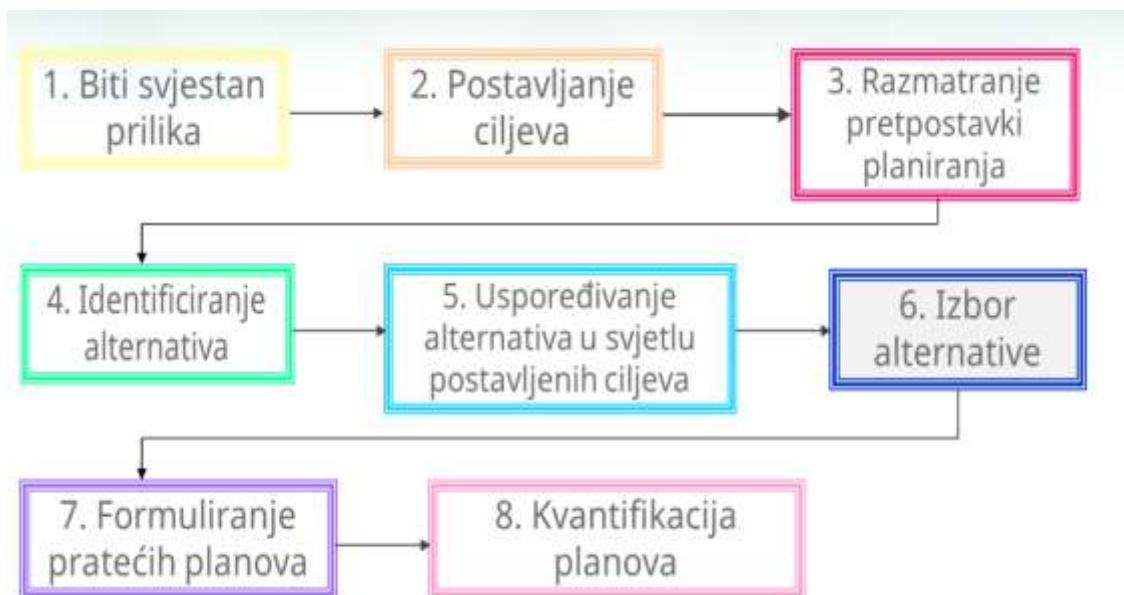 1. Biti svjestan
prilika
2. Postavljanje
ciljeva
3. Razmatranje
pretpostavki
planiranja
4. Identificiranje
alternativa
5. Uspoređivanje
alternativa u svjetlu
postavljenih ciljeva
6. Izbor
alternative
7. Formuliranje
pratećih planova
8. Kvantifikacija
planova